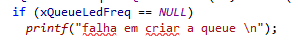 if (xQueueLedFreq == NULL)
printf("falha em criar a queue \n");